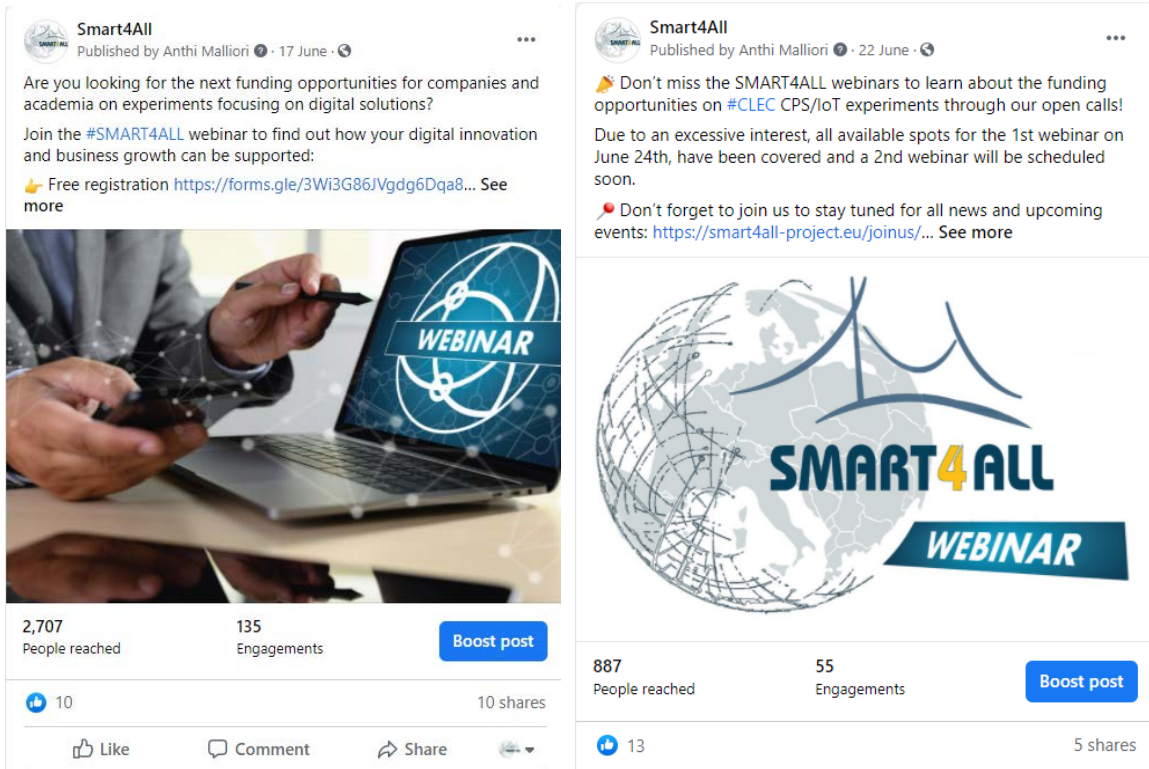 Smart4All
Published by Anthi Malliori · 17 June ·
Are you looking for the next funding opportunities for companies and
academia on experiments focusing on digital solutions?
Join the #SMART4ALL webinar to find out how your digital innovation
and business growth can be supported:
👉 Free registration https://forms.gle/3Wi3G86JVgdg6Dqa8... See
more
WEBINAR
2,707
People reached
135
Engagements
Boost post
10
10 shares
Like
Comment
Share
Smart4All
Published by Anthi Malliori · 22 June ·
🎉 Don't miss the SMART4ALL webinars to learn about the funding
opportunities on #CLEC CPS/IoT experiments through our open calls!
Due to an excessive interest, all available spots for the 1st webinar on
June 24th, have been covered and a 2nd webinar will be scheduled
soon.
📍 Don't forget to join us to stay tuned for all news and upcoming
events: https://smart4all-project.eu/joinus/... See more
SMART4ALL
WEBINAR
887
People reached
55
Engagements
Boost post
13
5 shares